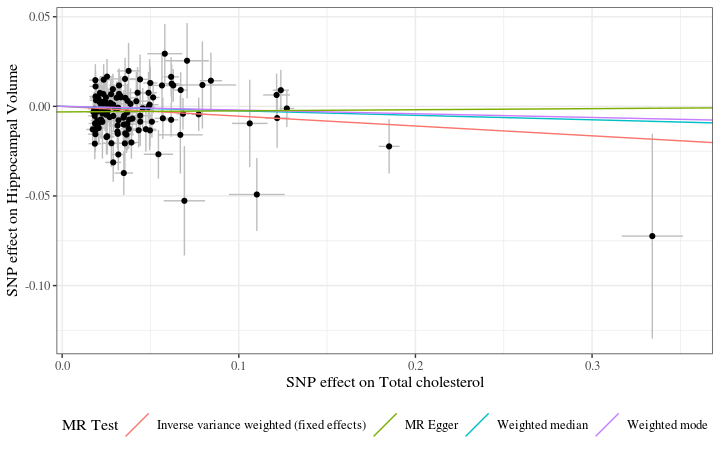 SNP effect on Hippocampal Volume
0.05
0.00
-0.05
-0.10
0.0
0.1
0.2
0.3
SNP effect on Total cholesterol
MR Test
Inverse variance weighted (fixed effects)
MR Egger
Weighted median
Weighted mode